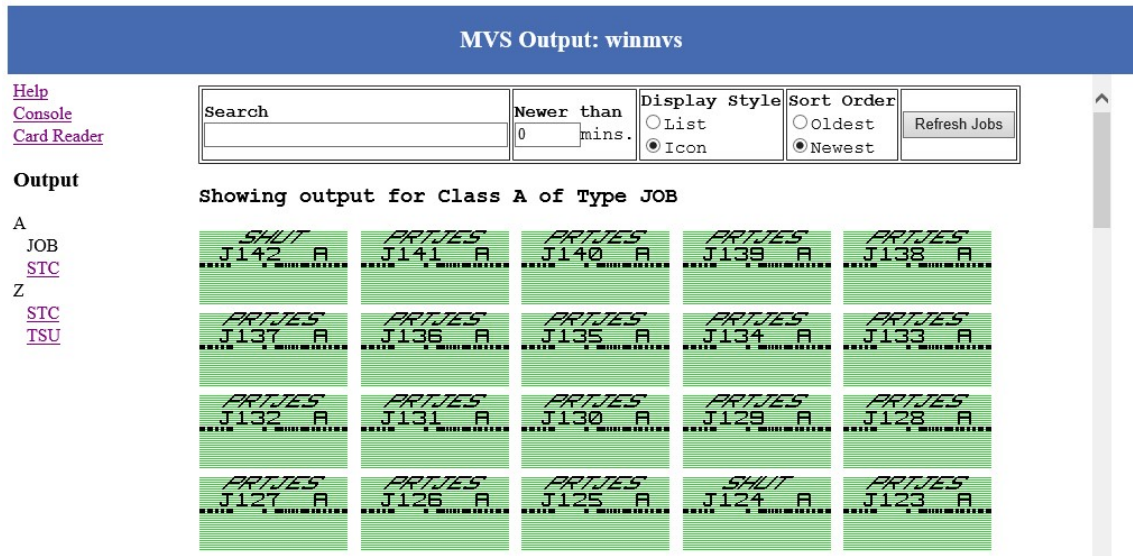 MVS Output: winmvs
Help
Console
Card Reader
Output
A
JOB
STC
Z
STC
TSU
Search
Newer than
0 mins.
Display Style
List
Icon
Sort Order
Oldest
Newest
Refresh Jobs
Showing output for Class A of Type JOB
SHUT PRTJES PRTJES PRTJES PRTJES
J142 A J141 A J140 A J139 A J138 A
PRTJES PRTJES PRTJES PRTJES PRTJES
J137 A J136 A J135 A J134 A J133 A
PRTJES PRTJES PRTJES PRTJES PRTJES
J132 A J131 A J130 A J129 A J128 A
PRTJES PRTJES PRTJES SHUT PRTJES
J127 A J126 A J125 A J124 A J123 A